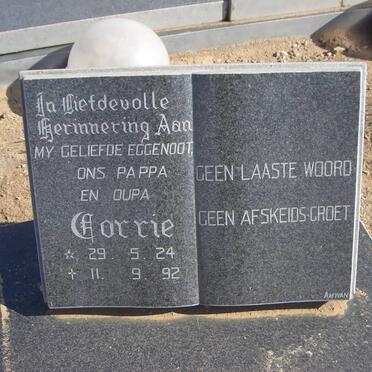 In Liefdevolle
Herinnering Aan
MY GELIEFDE EGGENOOT,
ONS PAPPA
EN OUPA
Corrie
☆ 29. 5. 24
† 11. 9. 92
GEEN LAASTE WOORD
GEEN AFSKEIDS-GROET
AMWAN